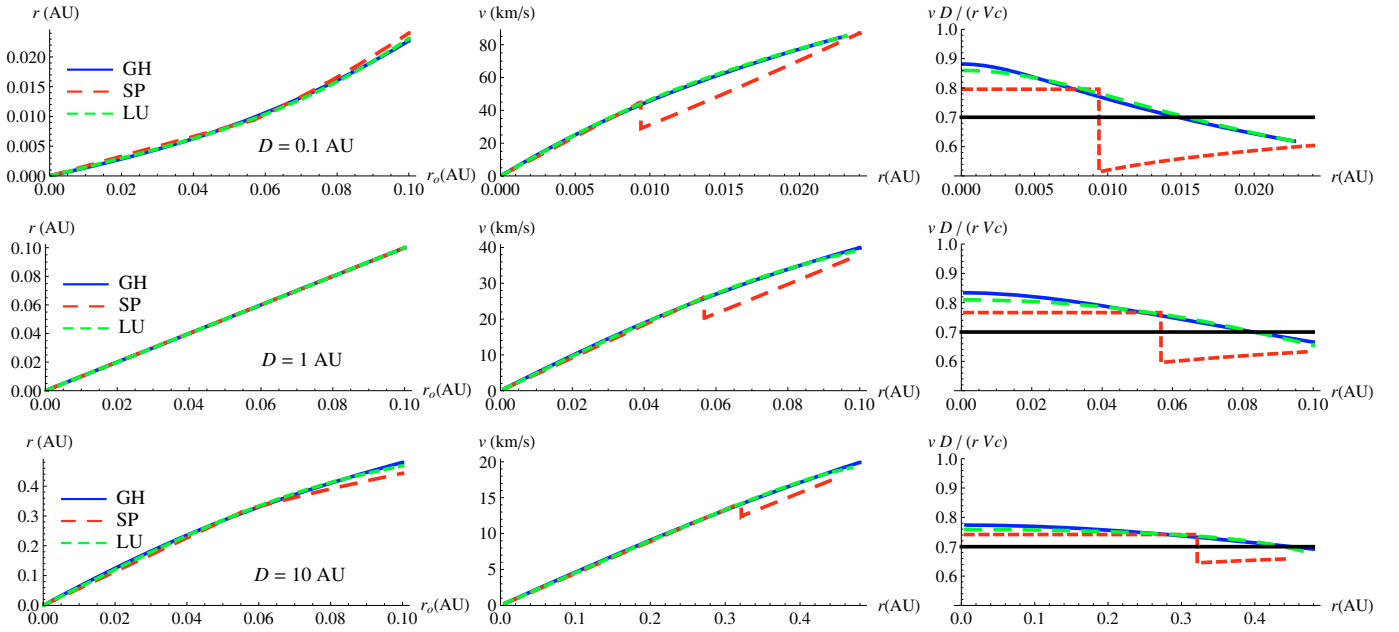 r (AU)
0.020
0.015
0.010
0.005
0.000
GH
SP
LU
D = 0.1 AU
0.00 0.02 0.04 0.06 0.08 0.10
r_o(AU)
v (km/s)
80
60
40
20
0
0.000 0.005 0.010 0.015 0.020
r(AU)
v D / (r Vc)
1.0
0.9
0.8
0.7
0.6
0.000 0.005 0.010 0.015 0.020
r(AU)
r (AU)
0.10
0.08
0.06
0.04
0.02
0.00
GH
SP
LU
D = 1 AU
0.00 0.02 0.04 0.06 0.08 0.10
r_o(AU)
v (km/s)
40
30
20
10
0
0.00 0.02 0.04 0.06 0.08 0.10
r(AU)
v D / (r Vc)
1.0
0.9
0.8
0.7
0.6
0.00 0.02 0.04 0.06 0.08 0.10
r(AU)
r (AU)
0.4
0.3
0.2
0.1
0.0
GH
SP
LU
D = 10 AU
0.00 0.02 0.04 0.06 0.08 0.10
r_o(AU)
v (km/s)
20
15
10
5
0
0.0 0.1 0.2 0.3 0.4
r(AU)
v D / (r Vc)
1.0
0.9
0.8
0.7
0.6
0.0 0.1 0.2 0.3 0.4
r(AU)